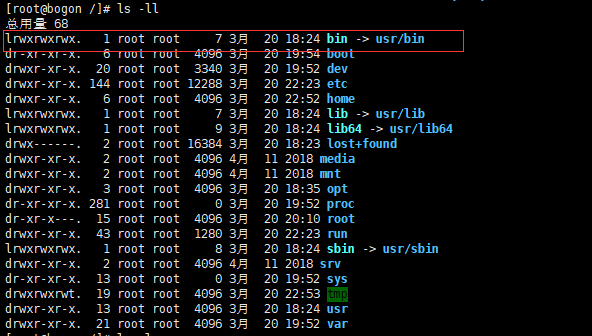 [root@bogon /]# ls -ll
总用量 68
lrwxrwxrwx.   1 root root     7 3月  20 18:24 bin -> usr/bin
dr-xr-xr-x.   6 root root  4096 3月  20 19:54 boot
drwxr-xr-x.  20 root root  3340 3月  20 19:52 dev
drwxr-xr-x. 144 root root 12288 3月  20 22:23 etc
drwxr-xr-x.   6 root root  4096 3月  20 22:52 home
lrwxrwxrwx.   1 root root     7 3月  20 18:24 lib -> usr/lib
lrwxrwxrwx.   1 root root     9 3月  20 18:24 lib64 -> usr/lib64
drwx------.   2 root root 16384 3月  20 18:23 lost+found
drwxr-xr-x.   2 root root  4096 4月  11 2018 media
drwxr-xr-x.   2 root root  4096 4月  11 2018 mnt
drwxr-xr-x.   3 root root  4096 3月  20 18:35 opt
dr-xr-xr-x. 281 root root     0 3月  20 19:52 proc
dr-xr-x---.  15 root root  4096 3月  20 20:10 root
drwxr-xr-x.  43 root root  1280 3月  20 22:23 run
lrwxrwxrwx.   1 root root     8 3月  20 18:24 sbin -> usr/sbin
drwxr-xr-x.   2 root root  4096 4月  11 2018 srv
dr-xr-xr-x.  13 root root     0 3月  20 19:52 sys
drwxrwxrwt.  19 root root  4096 3月  20 22:53 tmp
drwxr-xr-x.  13 root root  4096 3月  20 18:24 usr
drwxr-xr-x.  21 root root  4096 3月  20 19:52 var